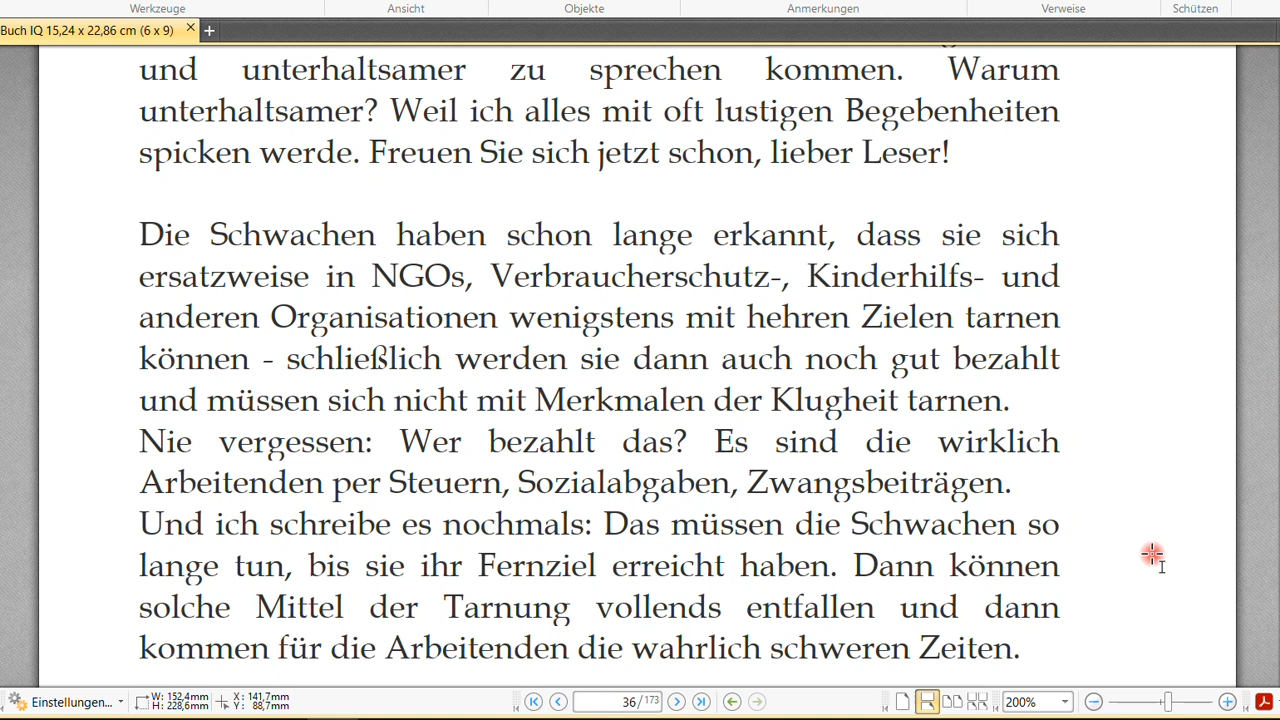 Werkzeuge Ansicht Objekte Anmerkungen Verweise Schützen
Buch IQ 15,24 x 22,86 cm (6 x 9)
und unterhaltsamer zu sprechen kommen. Warum
unterhaltsamer? Weil ich alles mit oft lustigen Begebenheiten
spicken werde. Freuen Sie sich jetzt schon, lieber Leser!
Die Schwachen haben schon lange erkannt, dass sie sich
ersatzweise in NGOs, Verbraucherschutz-, Kinderhilfs- und
anderen Organisationen wenigstens mit hehren Zielen tarnen
können - schließlich werden sie dann auch noch gut bezahlt
und müssen sich nicht mit Merkmalen der Klugheit tarnen.
Nie vergessen: Wer bezahlt das? Es sind die wirklich
Arbeitenden per Steuern, Sozialabgaben, Zwangsbeiträgen.
Und ich schreibe es nochmals: Das müssen die Schwachen so
lange tun, bis sie ihr Fernziel erreicht haben. Dann können
solche Mittel der Tarnung vollends entfallen und dann
kommen für die Arbeitenden die wahrlich schweren Zeiten.
Einstellungen... W: 152,4mm X: 141,7mm 36/173 200%
H: 228,6mm Y: 88,7mm